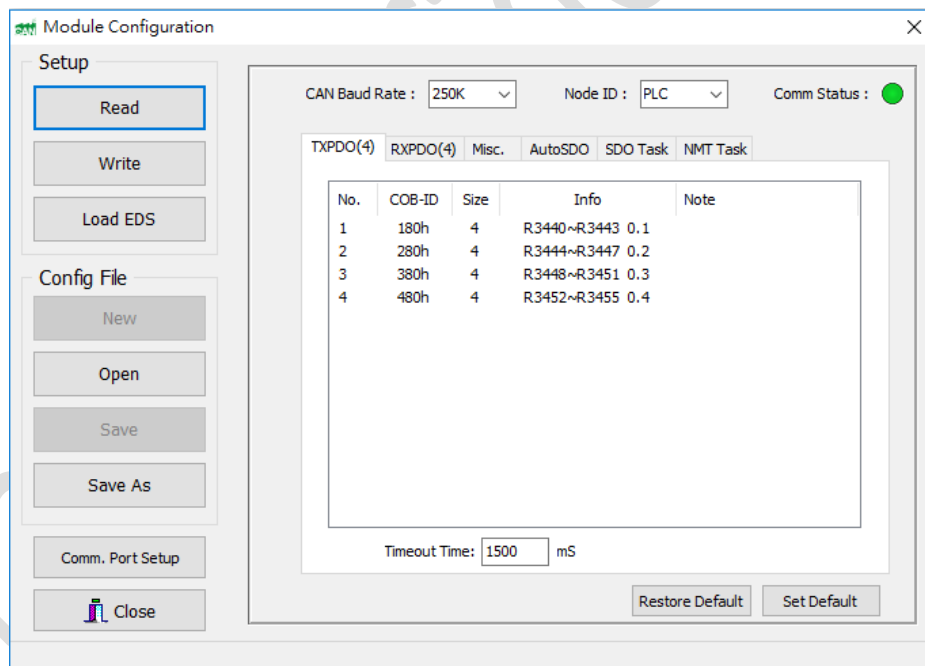 Module Configuration
Setup
Read
Write
Load EDS
Config File
New
Open
Save
Save As
Comm. Port Setup
Close
CAN Baud Rate : 250K Node ID : PLC Comm Status :
TXPDO(4) RXPDO(4) Misc. AutoSDO SDO Task NMT Task
No. COB-ID Size Info Note
1 180h 4 R3440~R3443 0.1
2 280h 4 R3444~R3447 0.2
3 380h 4 R3448~R3451 0.3
4 480h 4 R3452~R3455 0.4
Timeout Time: 1500 mS
Restore Default Set Default